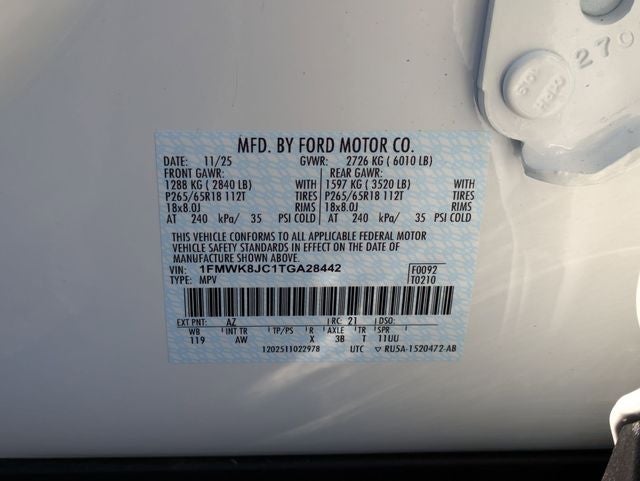 270
MFD. BY FORD MOTOR CO.
DATE: 11/25 GVWR: 2726 KG ( 6010 LB)
FRONT GAWR: REAR GAWR:
1288 KG ( 2840 LB) WITH 1597 KG ( 3520 LB) WITH
P265/65R18 112T TIRES P265/65R18 112T TIRES
18x8.0J RIMS 18x8.0J RIMS
AT 240 kPa/ 35 PSI COLD AT 240 kPa/ 35 PSI COLD
THIS VEHICLE CONFORMS TO ALL APPLICABLE FEDERAL MOTOR
VEHICLE SAFETY STANDARDS IN EFFECT ON THE DATE OF
MANUFACTURE SHOWN ABOVE.
VIN: 1FMWK8JC1TGA28442 F0092
TYPE: MPV T0210
EXT PNT: AZ RC: 21 DSO:
WB INT TR TP/PS R AXLE TR SPR
119 AW X 3B T 11UU
1202511022978 UTC ▽ RU5A-1520472-AB